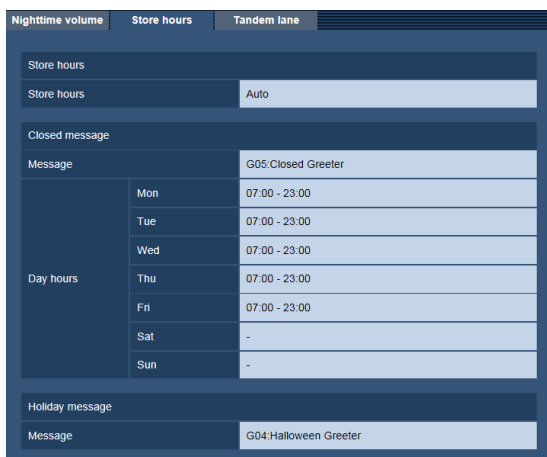 Nighttime volume Store hours Tandem lane
Store hours
Store hours Auto
Closed message
Message G05:Closed Greeter
Day hours
Mon 07:00 - 23:00
Tue 07:00 - 23:00
Wed 07:00 - 23:00
Thu 07:00 - 23:00
Fri 07:00 - 23:00
Sat -
Sun -
Holiday message
Message G04:Halloween Greeter